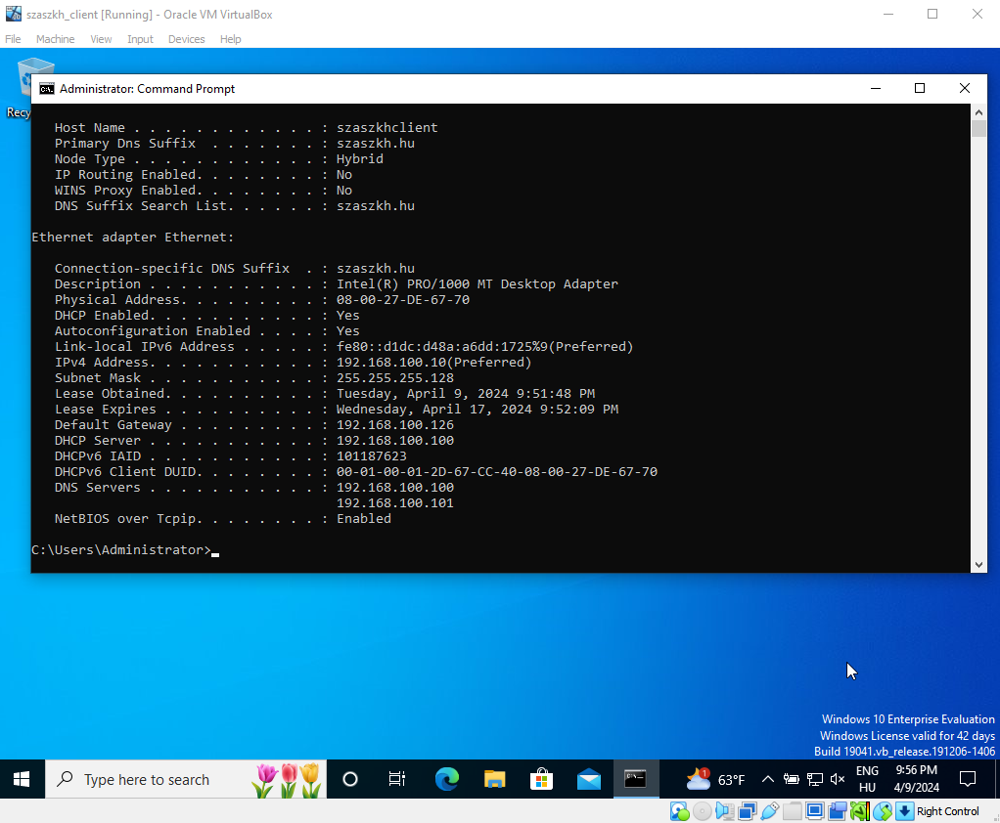 szaszkh_client [Running] - Oracle VM VirtualBox
File Machine View Input Devices Help
Recy
Administrator: Command Prompt
Host Name . . . . . . . . . . . . : szaszkhclient
Primary Dns Suffix  . . . . . . . : szaszkh.hu
Node Type . . . . . . . . . . . . : Hybrid
IP Routing Enabled. . . . . . . . : No
WINS Proxy Enabled. . . . . . . . : No
DNS Suffix Search List. . . . . . : szaszkh.hu
Ethernet adapter Ethernet:
Connection-specific DNS Suffix  . : szaszkh.hu
Description . . . . . . . . . . . : Intel(R) PRO/1000 MT Desktop Adapter
Physical Address. . . . . . . . . : 08-00-27-DE-67-70
DHCP Enabled. . . . . . . . . . . : Yes
Autoconfiguration Enabled . . . . : Yes
Link-local IPv6 Address . . . . . : fe80::d1dc:d48a:a6dd:1725%9(Preferred)
IPv4 Address. . . . . . . . . . . : 192.168.100.10(Preferred)
Subnet Mask . . . . . . . . . . . : 255.255.255.128
Lease Obtained. . . . . . . . . . : Tuesday, April 9, 2024 9:51:48 PM
Lease Expires . . . . . . . . . . : Wednesday, April 17, 2024 9:52:09 PM
Default Gateway . . . . . . . . . : 192.168.100.126
DHCP Server . . . . . . . . . . . : 192.168.100.100
DHCPv6 IAID . . . . . . . . . . . : 101187623
DHCPv6 Client DUID. . . . . . . . : 00-01-00-01-2D-67-CC-40-08-00-27-DE-67-70
DNS Servers . . . . . . . . . . . : 192.168.100.100
192.168.100.101
NetBIOS over Tcpip. . . . . . . . : Enabled
C:\Users\Administrator>
Windows 10 Enterprise Evaluation
Windows License valid for 42 days
Build 19041.vb_release.191206-1406
Type here to search
1
63°F
ENG
HU
9:56 PM
4/9/2024
Right Control